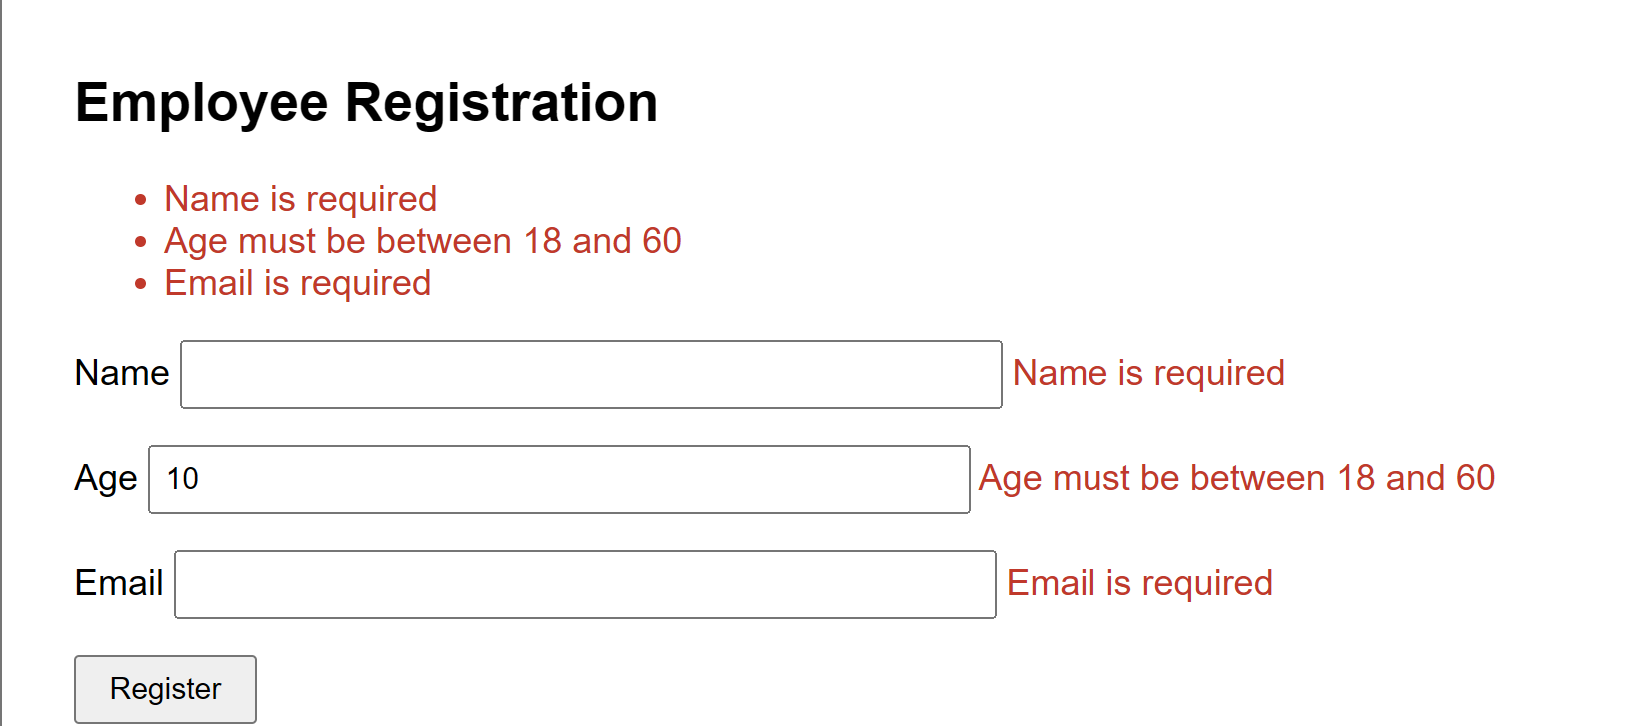 Employee Registration
Name is required
Age must be between 18 and 60
Email is required
Name Name is required
Age 10 Age must be between 18 and 60
Email Email is required
Register